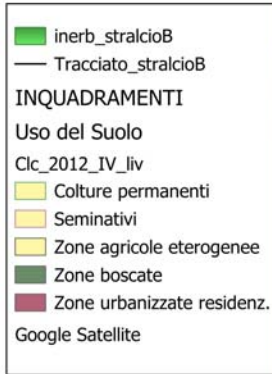 inerb_stralcioB
Tracciato_stralcioB
INQUADRAMENTI
Uso del Suolo
Clc_2012_IV_liv
Colture permanenti
Seminativi
Zone agricole eterogenee
Zone boscate
Zone urbanizzate residenz.
Google Satellite